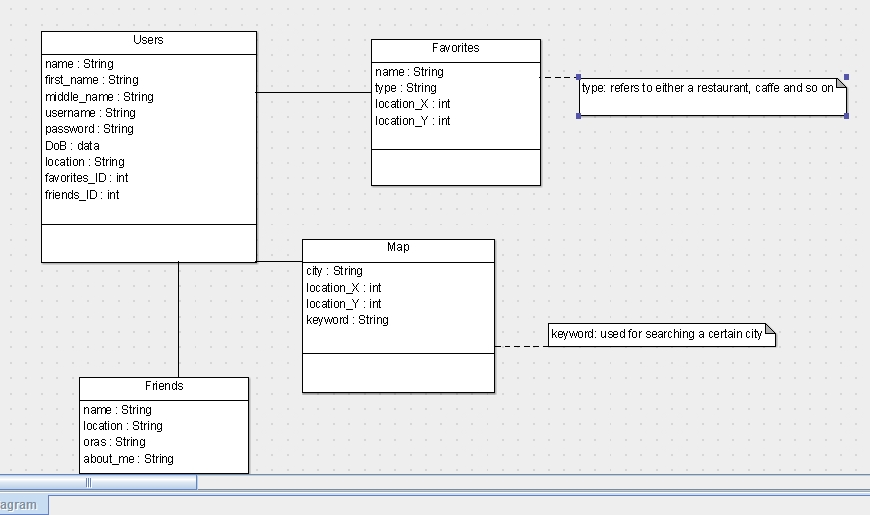 Users
name : String
first_name : String
middle_name : String
username : String
password : String
DoB : data
location : String
favorites_ID : int
friends_ID : int
Favorites
name : String
type : String
location_X : int
location_Y : int
type: refers to either a restaurant, caffe and so on
Map
city : String
location_X : int
location_Y : int
keyword : String
keyword: used for searching a certain city
Friends
name : String
location : String
oras : String
about_me : String
agram